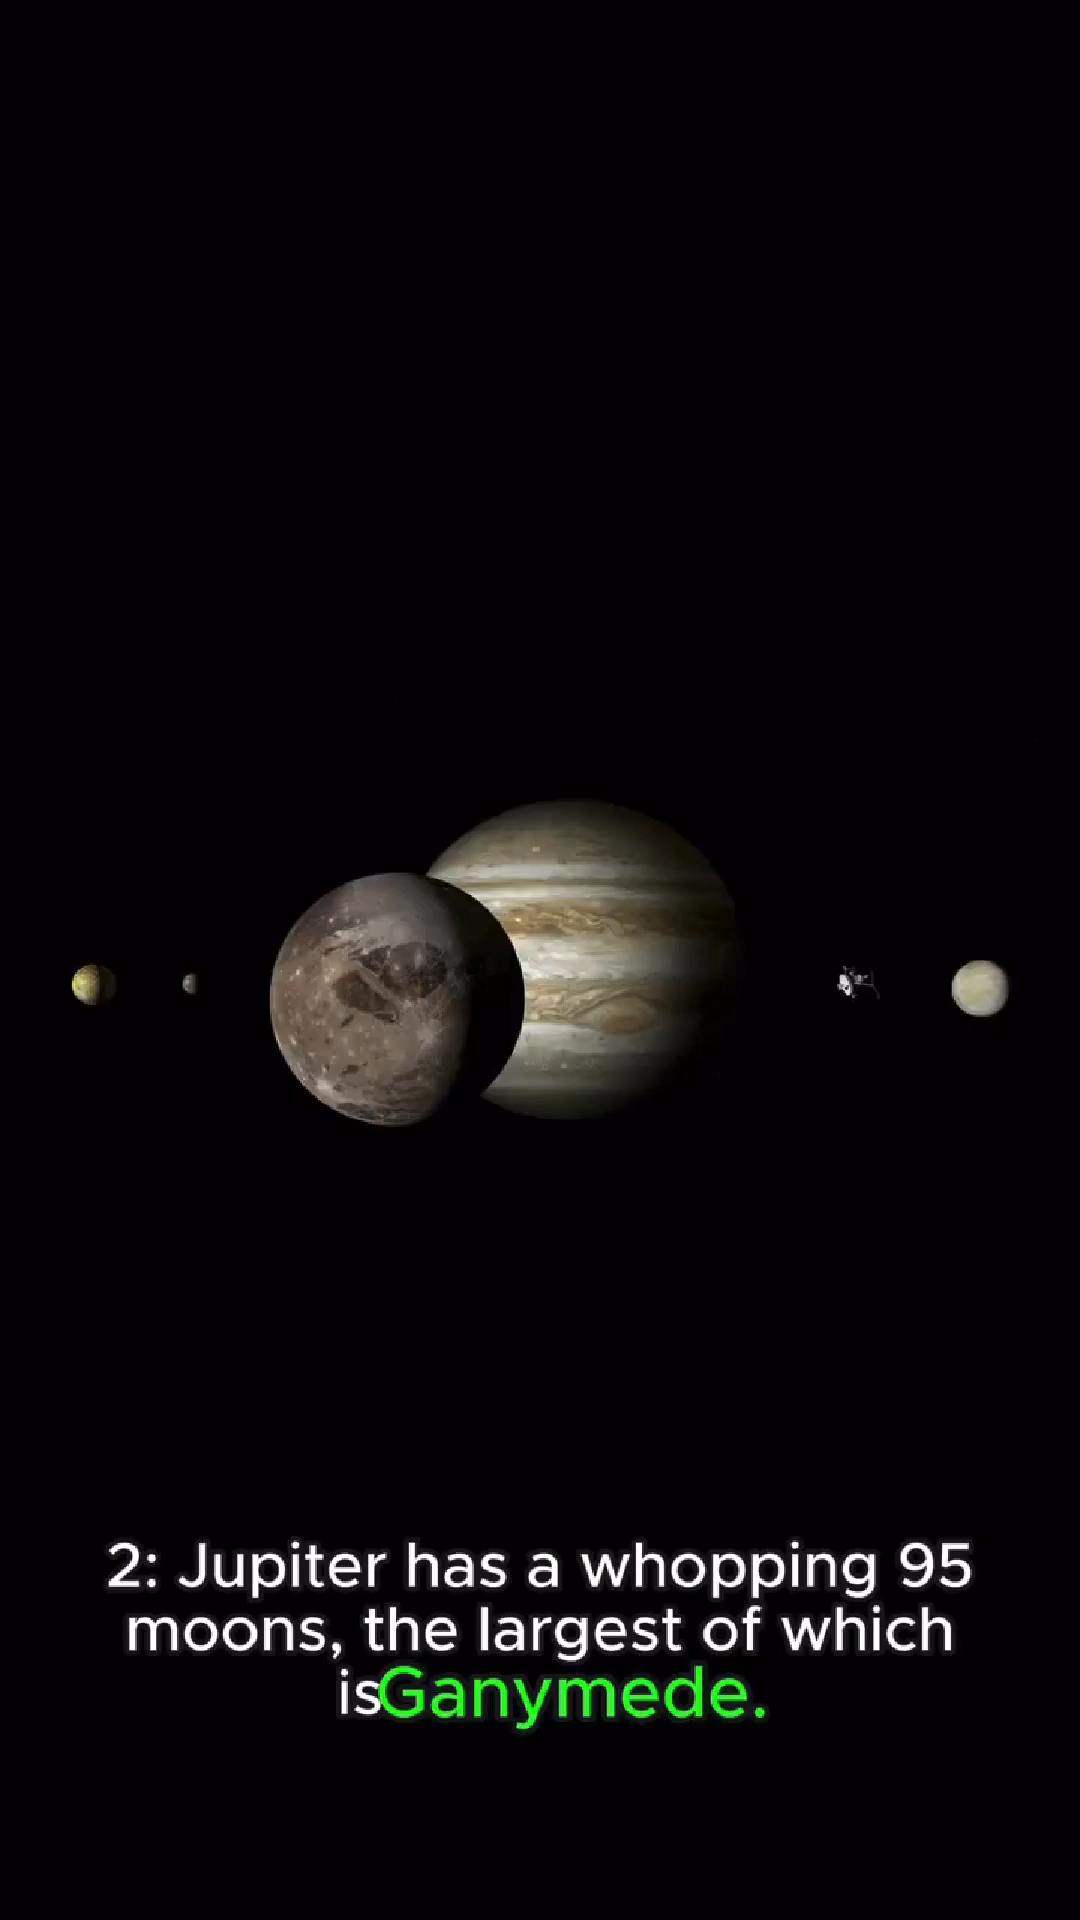 2: Jupiter has a whopping 95
moons, the largest of which
isGanymede.